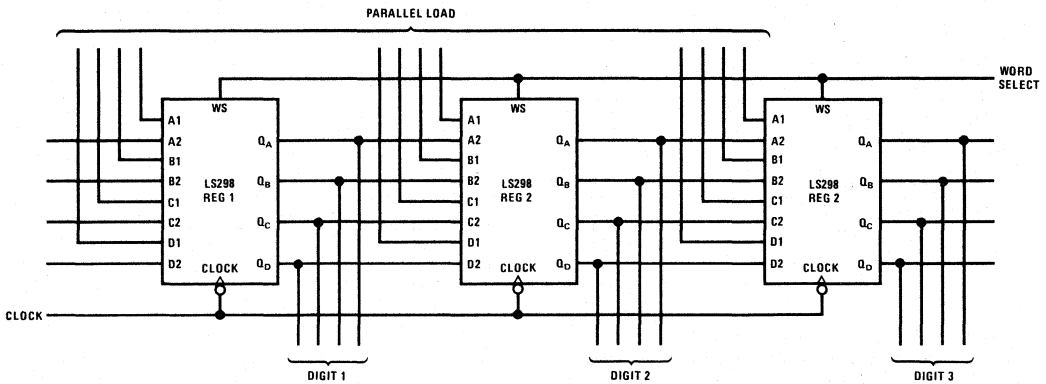 PARALLEL LOAD
WORD
SELECT
WS
WS
WS
A1
A2
B1
B2
C1
C2
D1
D2
LS298
REG 1
CLOCK
QA
QB
QC
QD
A1
A2
B1
B2
C1
C2
D1
D2
LS298
REG 2
CLOCK
QA
QB
QC
QD
A1
A2
B1
B2
C1
C2
D1
D2
LS298
REG 2
CLOCK
QA
QB
QC
QD
CLOCK
DIGIT 1
DIGIT 2
DIGIT 3